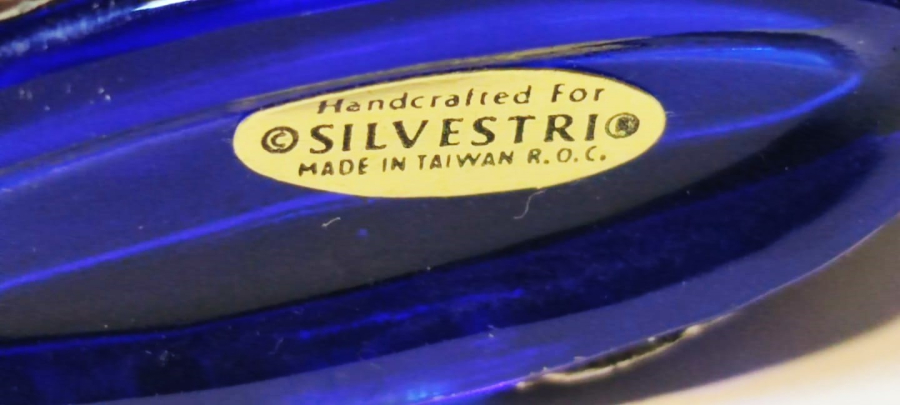 Handcrafted For
©SILVESTRI®
MADE IN TAIWAN R.O.C.